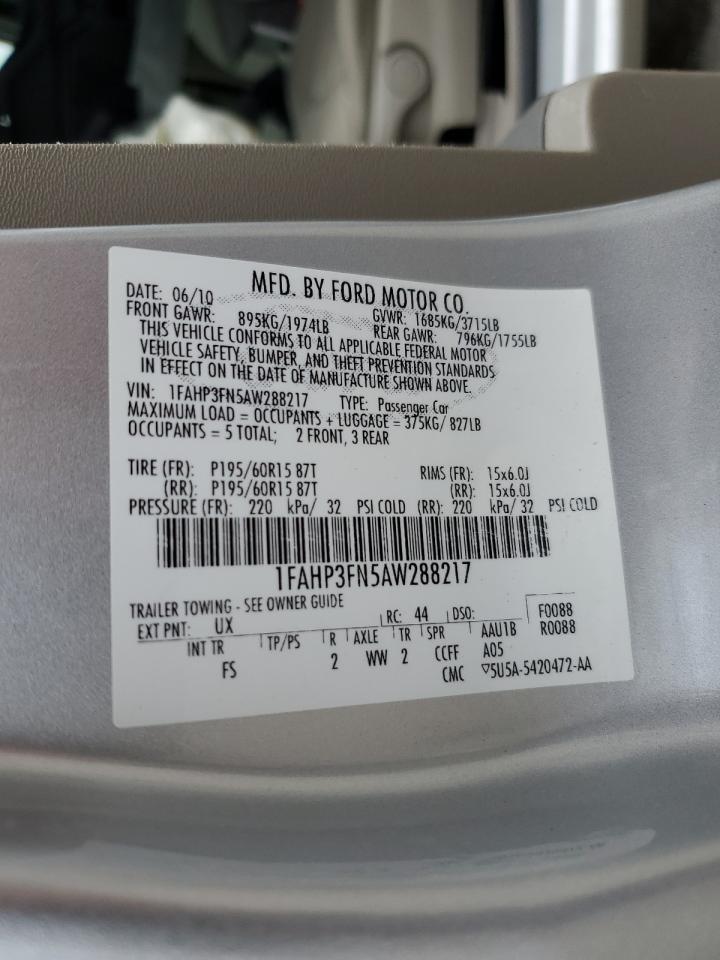 MFD. BY FORD MOTOR CO.
DATE: 06/10 GVWR: 1685KG/3715LB
FRONT GAWR: 895KG/1974LB REAR GAWR: 796KG/1755LB
THIS VEHICLE CONFORMS TO ALL APPLICABLE FEDERAL MOTOR
VEHICLE SAFETY, BUMPER, AND THEFT PREVENTION STANDARDS
IN EFFECT ON THE DATE OF MANUFACTURE SHOWN ABOVE.
VIN: 1FAHP3FN5AW288217 TYPE: Passenger Car
MAXIMUM LOAD = OCCUPANTS + LUGGAGE = 375KG/ 827LB
OCCUPANTS = 5 TOTAL; 2 FRONT, 3 REAR
TIRE (FR): P195/60R15 87T RIMS (FR): 15x6.0J
(RR): P195/60R15 87T (RR): 15x6.0J
PRESSURE (FR): 220 kPa/ 32 PSI COLD (RR): 220 kPa/ 32 PSI COLD
1FAHP3FN5AW288217
TRAILER TOWING - SEE OWNER GUIDE
EXT PNT: UX RC: 44 DSO: F0088
INT TR TP/PS R AXLE TR SPR AAU1B R0088
FS 2 WW 2 CCFF A05
CMC ▽5U5A-5420472-AA